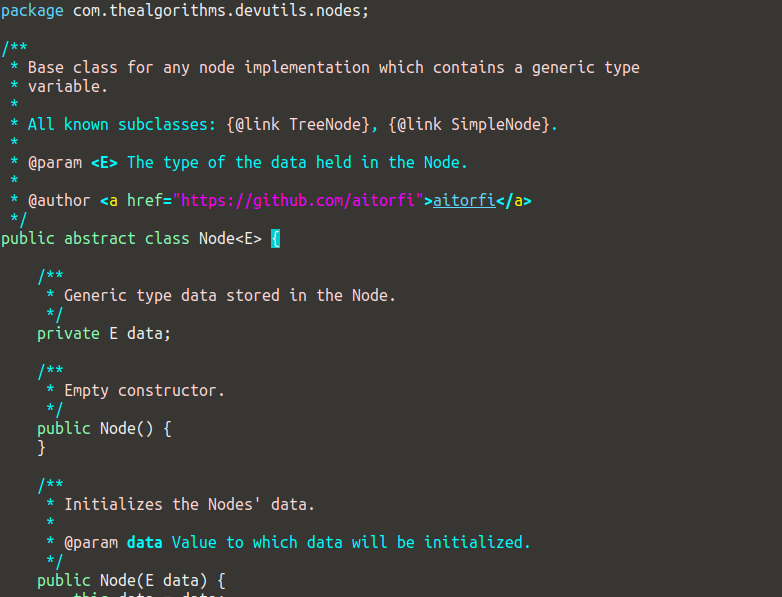 package com.thealgorithms.devutils.nodes;
/**
 * Base class for any node implementation which contains a generic type
 * variable.
 *
 * All known subclasses: {@link TreeNode}, {@link SimpleNode}.
 *
 * @param <E> The type of the data held in the Node.
 *
 * @author <a href="https://github.com/aitorfi">aitorfi</a>
 */
public abstract class Node<E> {
    /**
     * Generic type data stored in the Node.
     */
    private E data;
    /**
     * Empty constructor.
     */
    public Node() {
    }
    /**
     * Initializes the Nodes' data.
     *
     * @param data Value to which data will be initialized.
     */
    public Node(E data) {
        this.data = data;